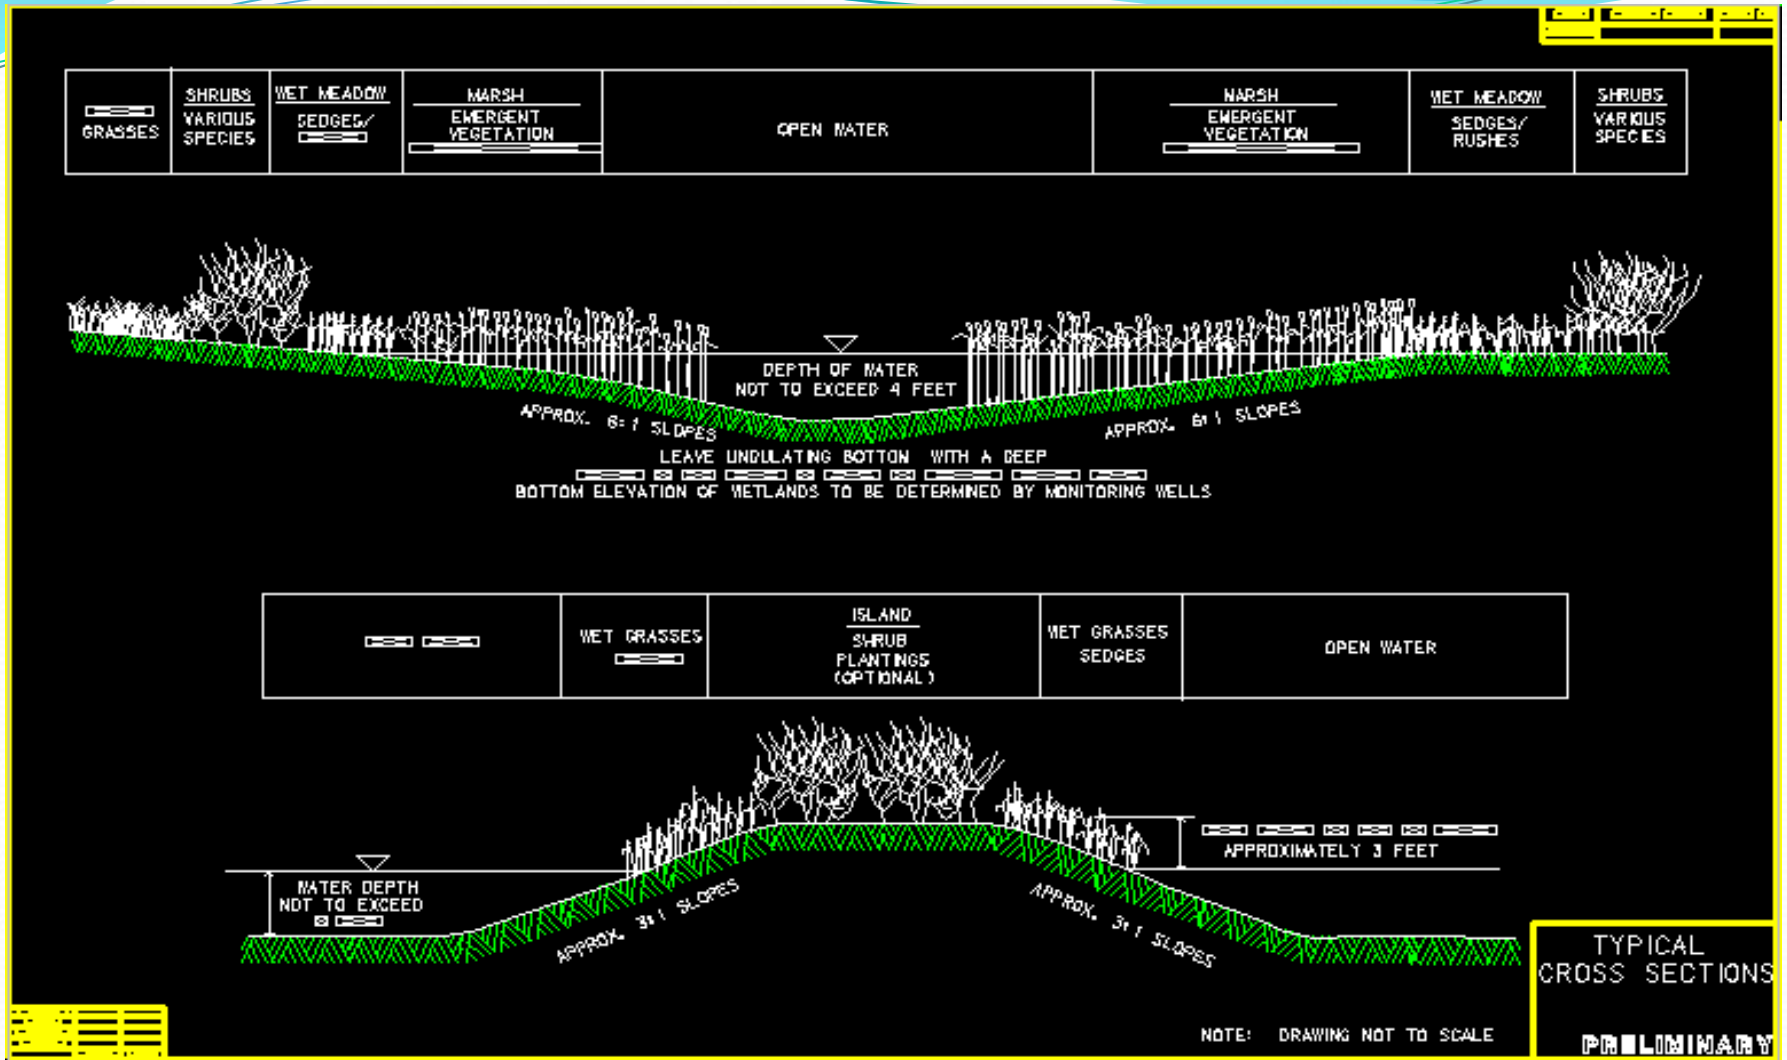 GRASSES
SHRUBS
VARIOUS
SPECIES
WET MEADOW
SEDGES/
MARSH
EMERGENT
VEGETATION
OPEN WATER
MARSH
EMERGENT
VEGETATION
WET MEADOW
SEDGES/
RUSHES
SHRUBS
VARIOUS
SPECIES
DEPTH OF WATER
NOT TO EXCEED 4 FEET
APPROX. 6:1 SLOPES
APPROX. 6:1 SLOPES
LEAVE UNDULATING BOTTOM WITH A DEEP
BOTTOM ELEVATION OF WETLANDS TO BE DETERMINED BY MONITORING WELLS
WET GRASSES
ISLAND
SHRUB
PLANTINGS
(OPTIONAL)
WET GRASSES
SEDGES
OPEN WATER
WATER DEPTH
NOT TO EXCEED
APPROX. 3:1 SLOPES
APPROX. 3:1 SLOPES
APPROXIMATELY 3 FEET
TYPICAL
CROSS SECTIONS
NOTE: DRAWING NOT TO SCALE
PRELIMINARY